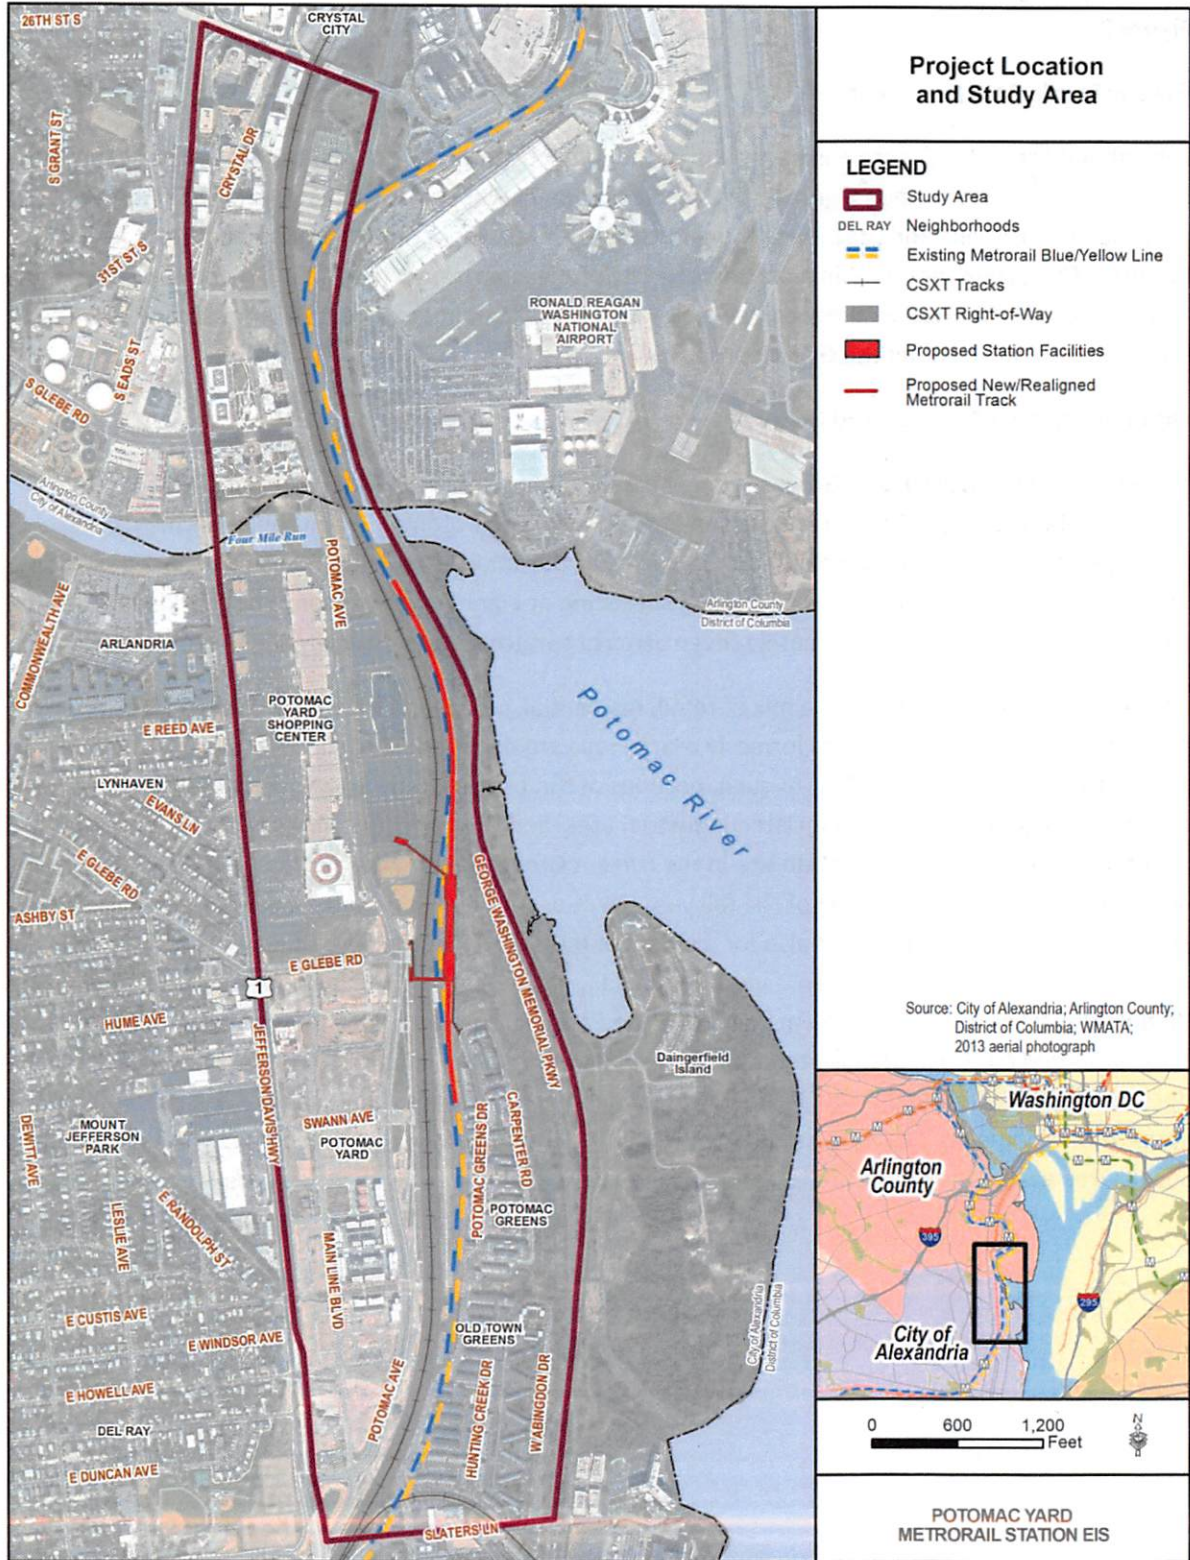 26TH ST S
CRYSTAL
CITY
S GRANT ST
CRYSTAL DR
31ST ST S
S EADS ST
S GLEBE RD
RONALD REAGAN
WASHINGTON
NATIONAL
AIRPORT
Arlington County
City of Alexandria
Four Mile Run
POTOMAC AVE
COMMONWEALTH AVE
Arlington County
District of Columbia
ARLANDRIA
POTOMAC
YARD
SHOPPING
CENTER
E REED AVE
Potomac River
LYNHAVEN
EVANS LN
E GLEBE RD
ASHBY ST
GEORGE WASHINGTON MEMORIAL PKWY
E GLEBE RD
1
HUME AVE
JEFFERSON DAVIS HWY
Daingerfield
Island
DEWITT AVE
MOUNT
JEFFERSON
PARK
SWANN AVE
POTOMAC
YARD
POTOMAC GREENS DR
CARPENTER RD
LESLIE AVE
E RANDOLPH ST
POTOMAC
GREENS
MAIN LINE BLVD
E CUSTIS AVE
E WINDSOR AVE
OLD TOWN
GREENS
City of Alexandria
District of Columbia
E HOWELL AVE
POTOMAC AVE
HUNTING CREEK DR
W ABINGDON DR
DEL RAY
E DUNCAN AVE
SLATERS LN
Project Location
and Study Area
LEGEND
Study Area
DEL RAY Neighborhoods
Existing Metrorail Blue/Yellow Line
CSXT Tracks
CSXT Right-of-Way
Proposed Station Facilities
Proposed New/Realigned
Metrorail Track
Source: City of Alexandria; Arlington County;
District of Columbia; WMATA;
2013 aerial photograph
Washington DC
Arlington
County
395
295
City of
Alexandria
0 600 1,200
Feet
N
POTOMAC YARD
METRORAIL STATION EIS